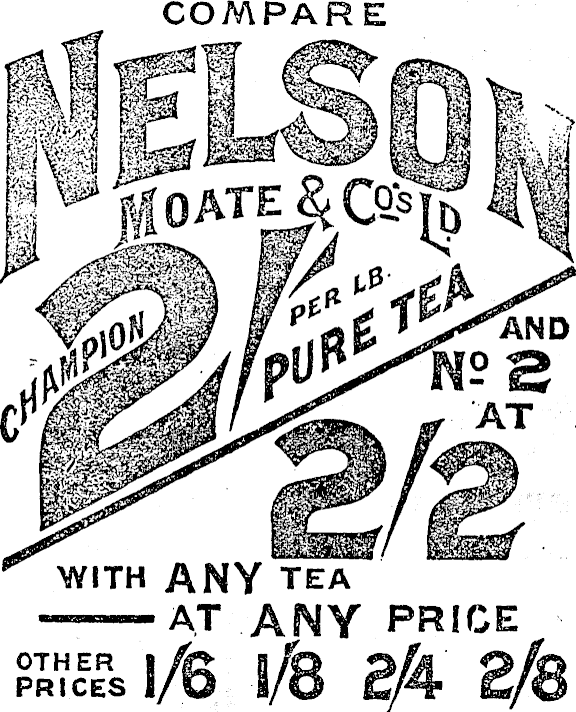 COMPARE
NELSON
MOATE & CO'S LD.
CHAMPION 2/- PER LB.
PURE TEA
AND
No 2
AT
2/2
WITH ANY TEA
AT ANY PRICE
OTHER PRICES 1/6 1/8 2/4 2/8